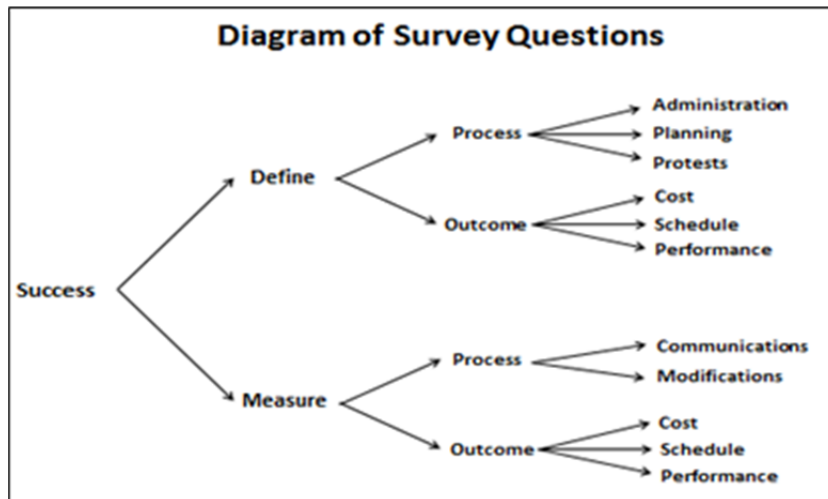 Diagram of Survey Questions
Success
Define
Process
Administration
Planning
Protests
Outcome
Cost
Schedule
Performance
Measure
Process
Communications
Modifications
Outcome
Cost
Schedule
Performance